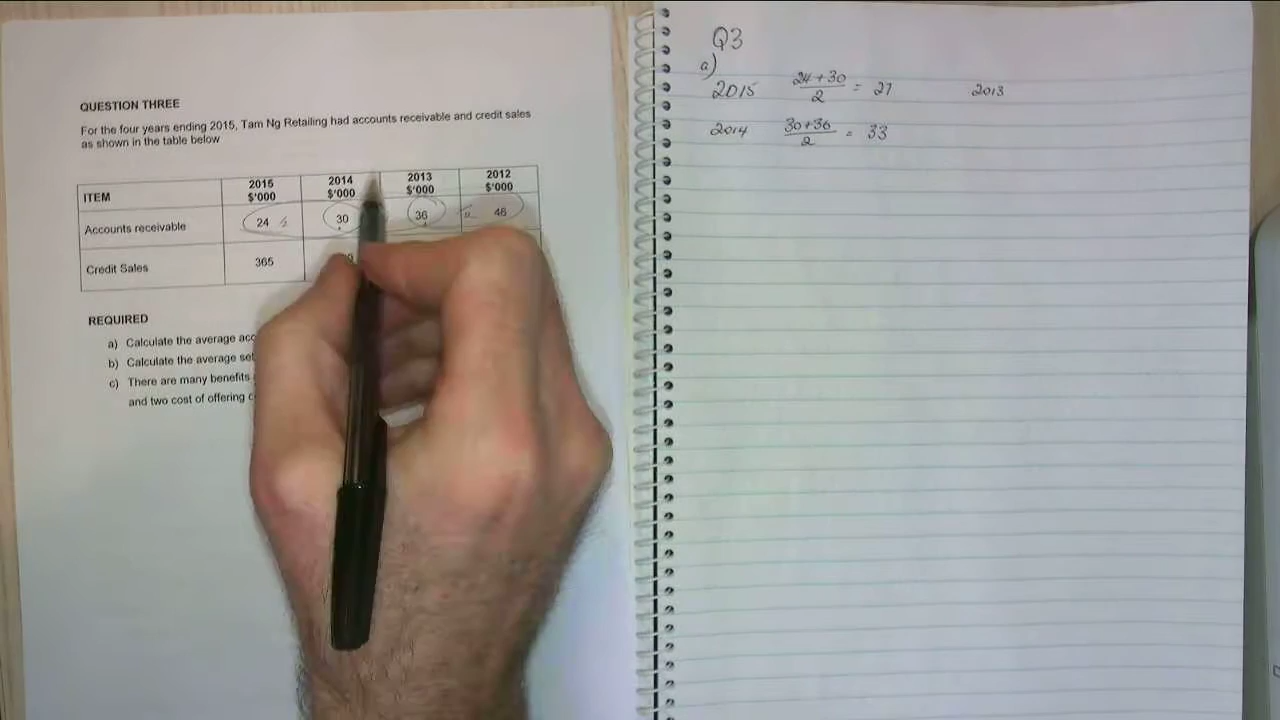 QUESTION THREE
For the four years ending 2015, Tam Ng Retailing had accounts receivable and credit sales
as shown in the table below
ITEM 2015 $'000 2014 $'000 2013 $'000 2012 $'000
Accounts receivable 24 30 36 46
Credit Sales 365
REQUIRED
a) Calculate the average
b) Calculate the average
c) There are many benefits
and two cost of offering
Q3
a)
2015 24+30 / 2 = 27 2013
2014 30+36 / 2 = 33